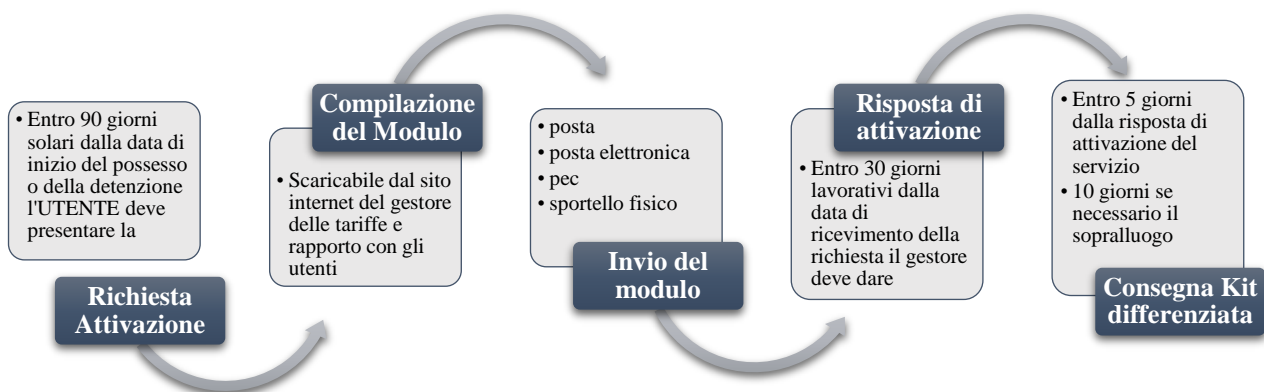 • Entro 90 giorni
solari dalla data di
inizio del possesso
o della detenzione
l'UTENTE deve
presentare la
Richiesta
Attivazione
Compilazione
del Modulo
• Scaricabile dal sito
internet del gestore
delle tariffe e
rapporto con gli
utenti
• posta
• posta elettronica
• pec
• sportello fisico
Invio del
modulo
Risposta di
attivazione
• Entro 30 giorni
lavorativi dalla
data di
ricevimento della
richiesta il gestore
deve dare
• Entro 5 giorni
dalla risposta di
attivazione del
servizio
• 10 giorni se
necessario il
sopralluogo
Consegna Kit
differenziata